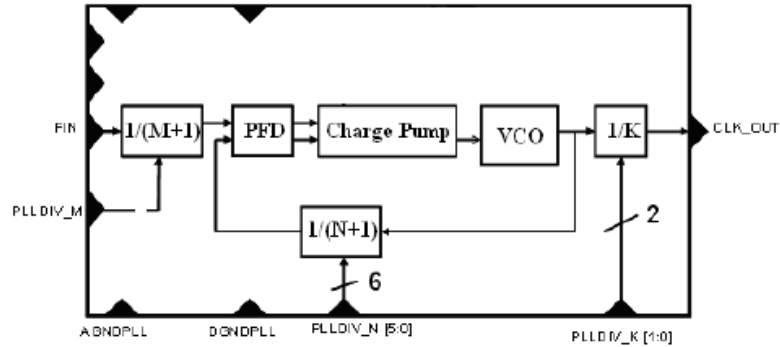 FIN
1/(M+1)
PFD
Charge Pump
VCO
1/K
CLK_OUT
PLLDIV_M
1/(N+1)
2
6
AGNDPLL
DGNDPLL
PLLDIV_N [5:0]
PLLDIV_K [1:0]